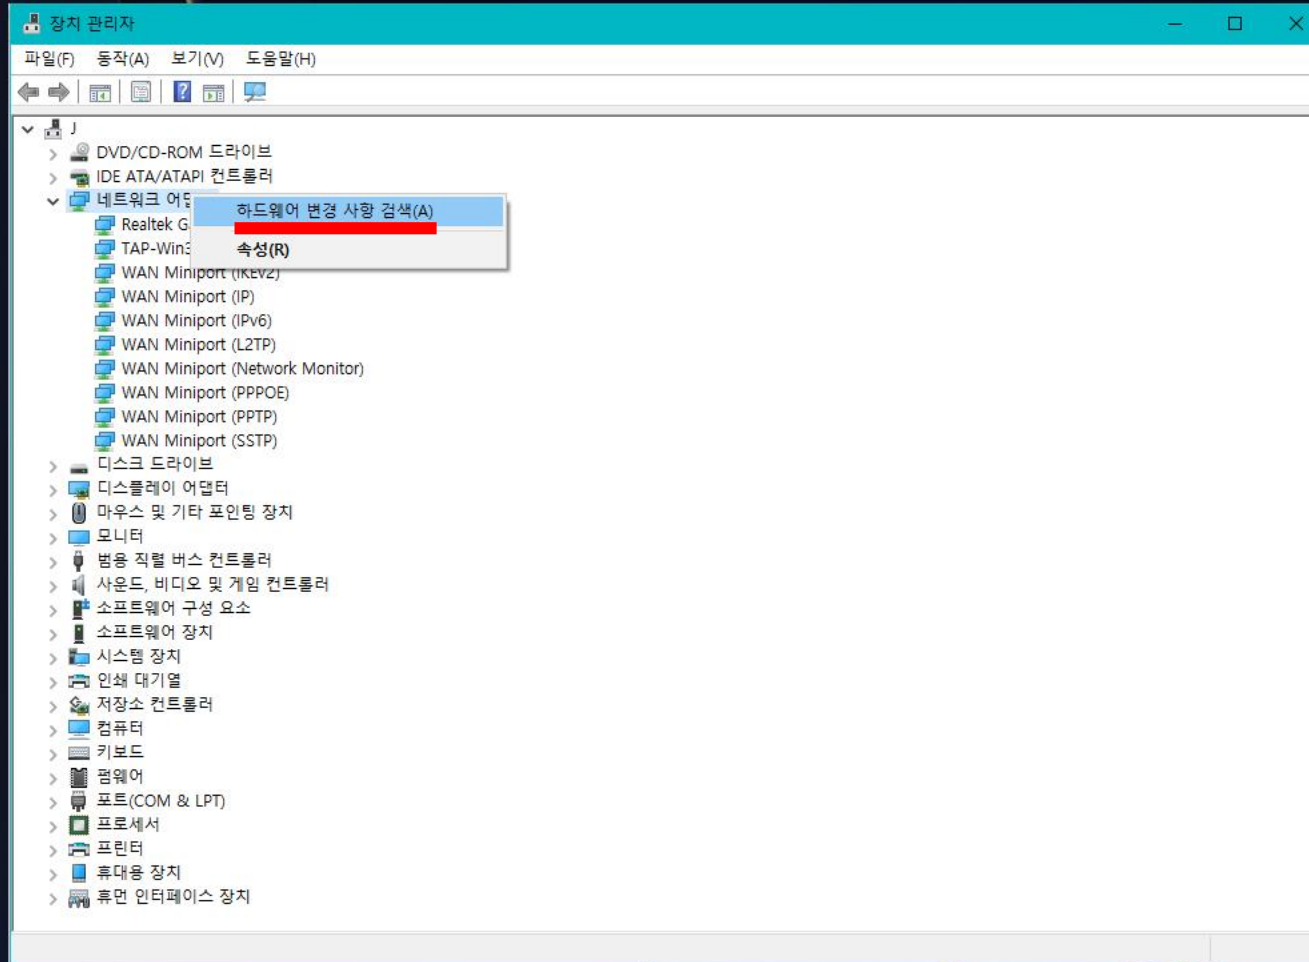 장치 관리자
파일(F) 동작(A) 보기(V) 도움말(H)
J
DVD/CD-ROM 드라이브
IDE ATA/ATAPI 컨트롤러
네트워크
하드웨어 변경 사항 검색(A)
Realtek
TAP-Win3
속성(R)
WAN Miniport (IKEv2)
WAN Miniport (IP)
WAN Miniport (IPv6)
WAN Miniport (L2TP)
WAN Miniport (Network Monitor)
WAN Miniport (PPPOE)
WAN Miniport (PPTP)
WAN Miniport (SSTP)
디스크 드라이브
디스플레이 어댑터
마우스 및 기타 포인팅 장치
모니터
범용 직렬 버스 컨트롤러
사운드, 비디오 및 게임 컨트롤러
소프트웨어 구성 요소
소프트웨어 장치
시스템 장치
인쇄 대기열
저장소 컨트롤러
컴퓨터
키보드
펌웨어
포트(COM & LPT)
프로세서
프린터
휴대용 장치
휴먼 인터페이스 장치